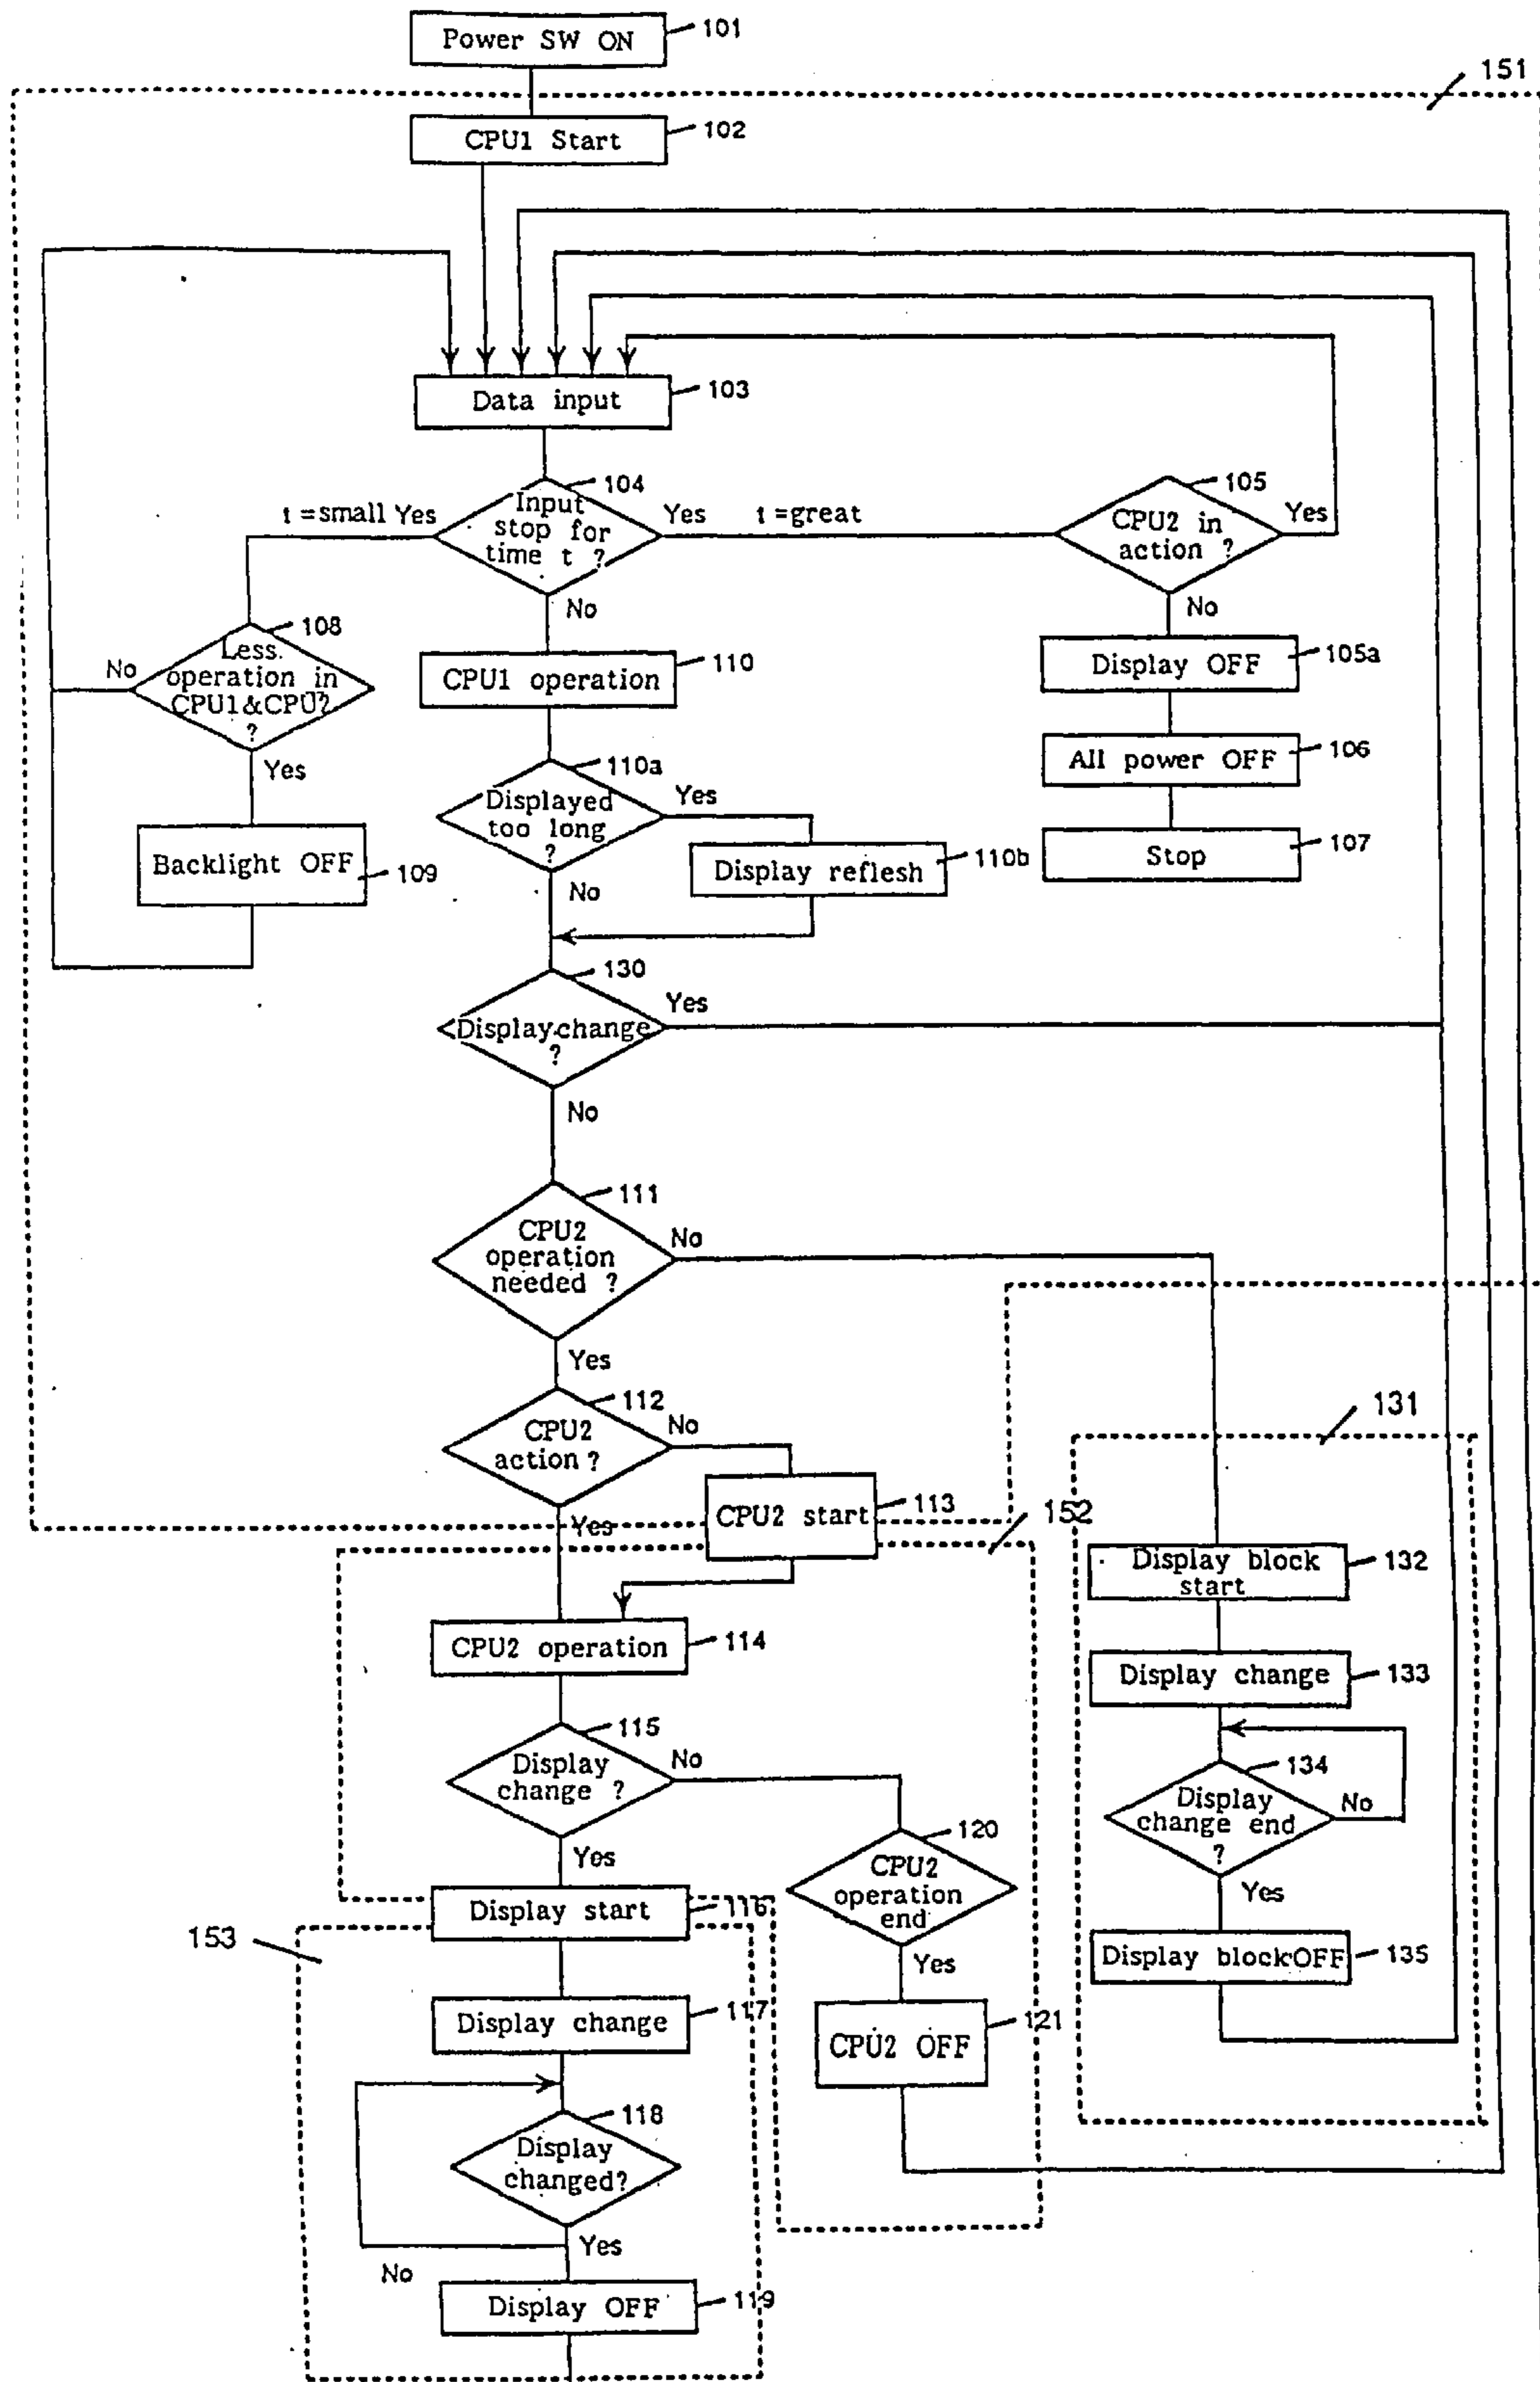 Power SW ON
101
151
CPU1 Start
102
Data input
103
104
Input
stop for
time t ?
t =small Yes
Yes
t =great
No
105
CPU2 in
action ?
Yes
No
108
Less.
operation in
CPU1&CPU?
?
No
Yes
CPU1 operation
110
Display OFF
105a
110a
Displayed
too long
?
Yes
No
All power OFF
106
Backlight OFF
109
Display reflesh
110b
Stop
107
130
Display change
?
Yes
No
111
CPU2
operation
needed ?
No
Yes
112
CPU2
action ?
No
Yes
131
CPU2 start
113
152
Display block
start
132
CPU2 operation
114
Display change
133
115
Display
change ?
No
Yes
134
Display
change end
?
No
Yes
120
CPU2
operation
end
Yes
Display start
116
153
Display block OFF
135
Display change
117
CPU2 OFF
121
118
Display
changed?
Yes
No
Display OFF
119